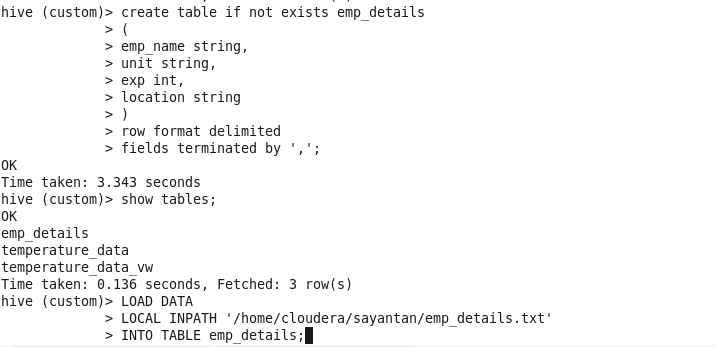 hive (custom)> create table if not exists emp_details
> (
> emp_name string,
> unit string,
> exp int,
> location string
> )
> row format delimited
> fields terminated by ',';
OK
Time taken: 3.343 seconds
hive (custom)> show tables;
OK
emp_details
temperature_data
temperature_data_vw
Time taken: 0.136 seconds, Fetched: 3 row(s)
hive (custom)> LOAD DATA
> LOCAL INPATH '/home/cloudera/sayantan/emp_details.txt'
> INTO TABLE emp_details;